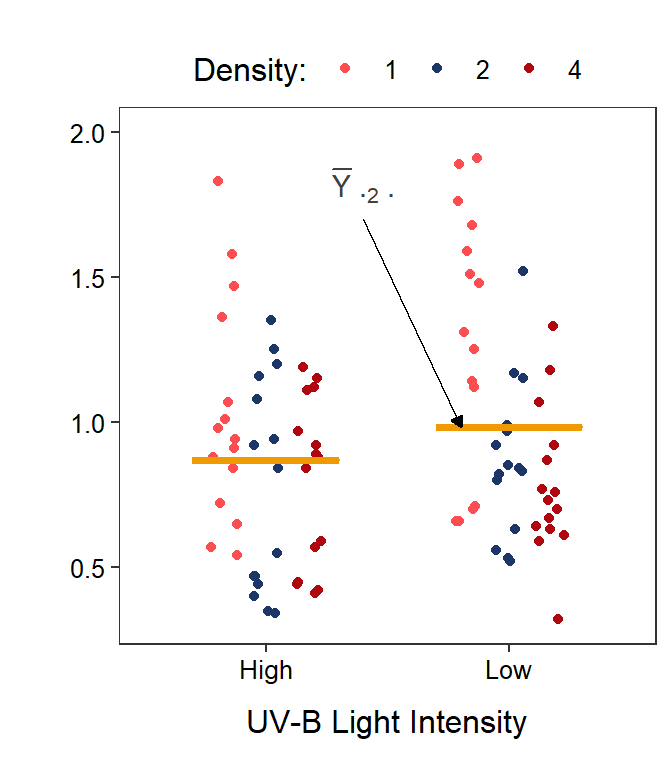 Density: 1 2 4
2.0
Y̅ .₂ .
1.5
1.0
0.5
High Low
UV-B Light Intensity